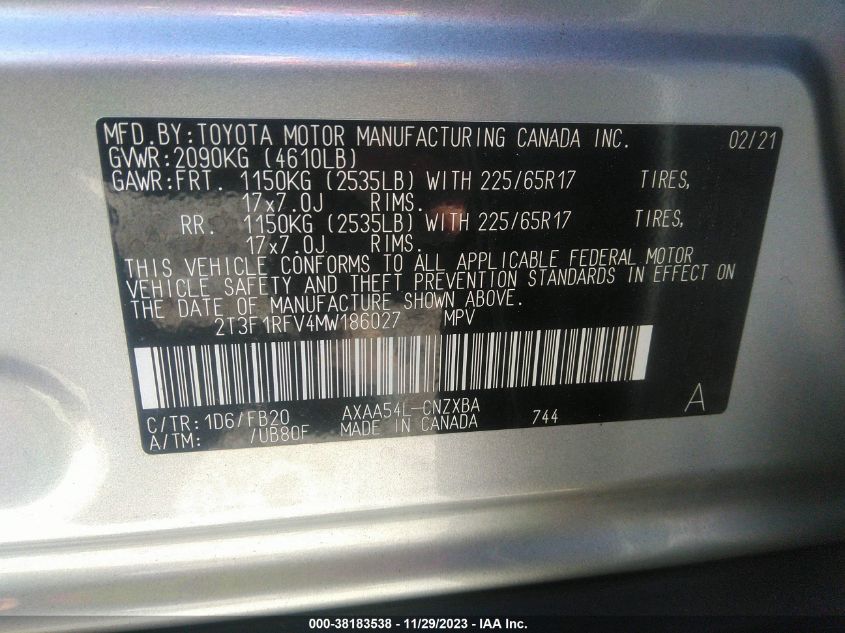 MFD.BY:TOYOTA MOTOR MANUFACTURING CANADA INC. 02/21
GVWR:2090KG (4610LB)
GAWR:FRT. 1150KG (2535LB) WITH 225/65R17 TIRES,
17x7.0J RIMS.
RR. 1150KG (2535LB) WITH 225/65R17 TIRES,
17x7.0J RIMS.
THIS VEHICLE CONFORMS TO ALL APPLICABLE FEDERAL MOTOR
VEHICLE SAFETY AND THEFT PREVENTION STANDARDS IN EFFECT ON
THE DATE OF MANUFACTURE SHOWN ABOVE.
2T3F1RFV4MW186027 MPV
C/TR: 1D6/FB20 AXAA54L-CNZXBA A
A/TM: /UB80F MADE IN CANADA 744
000-38183538 - 11/29/2023 - IAA Inc.